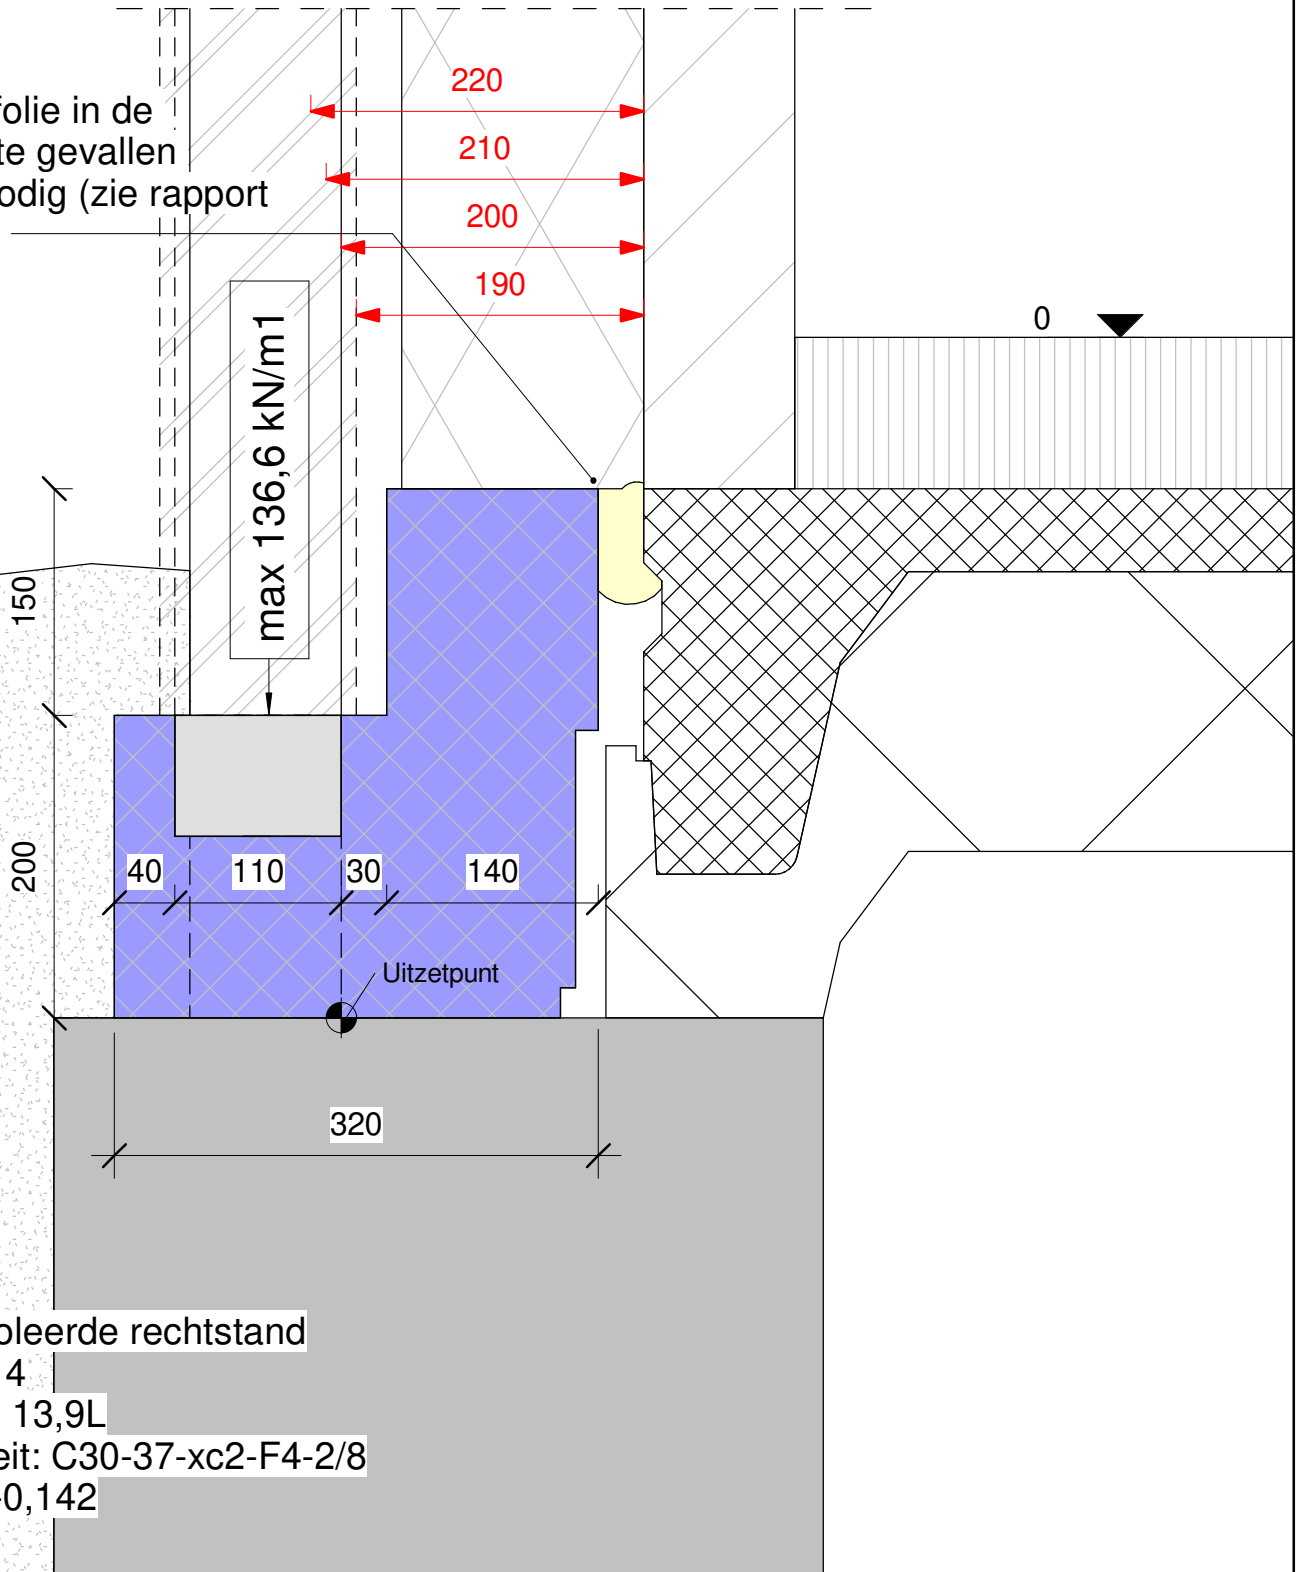 220
folie in de
te gevallen
210
odig (zie rapport
200
190
max 136,6 kN/m1
0
150
200
40 110 30 140
Uitzetpunt
320
oleerde rechtstand
4
13,9L
eit: C30-37-xc2-F4-2/8
-0,142